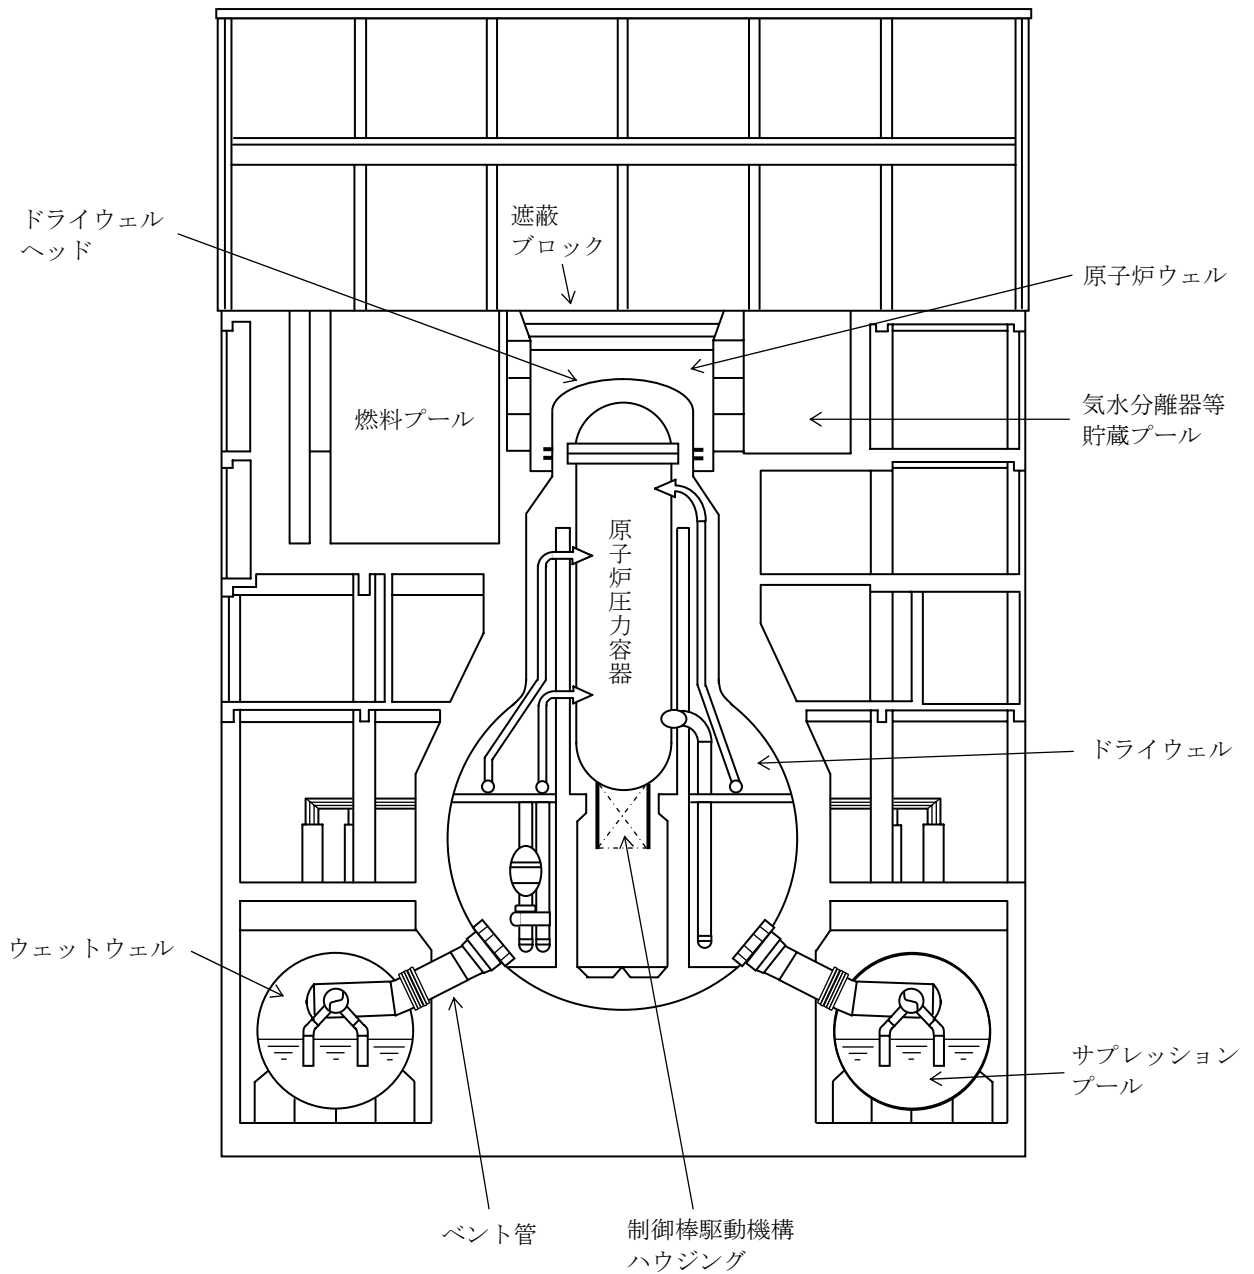 ドライウェル
ヘッド
遮蔽
ブロック
原子炉ウェル
燃料プール
気水分離器等
貯蔵プール
原子炉圧力容器
ドライウェル
ウェットウェル
サプレッション
プール
ベント管
制御棒駆動機構
ハウジング